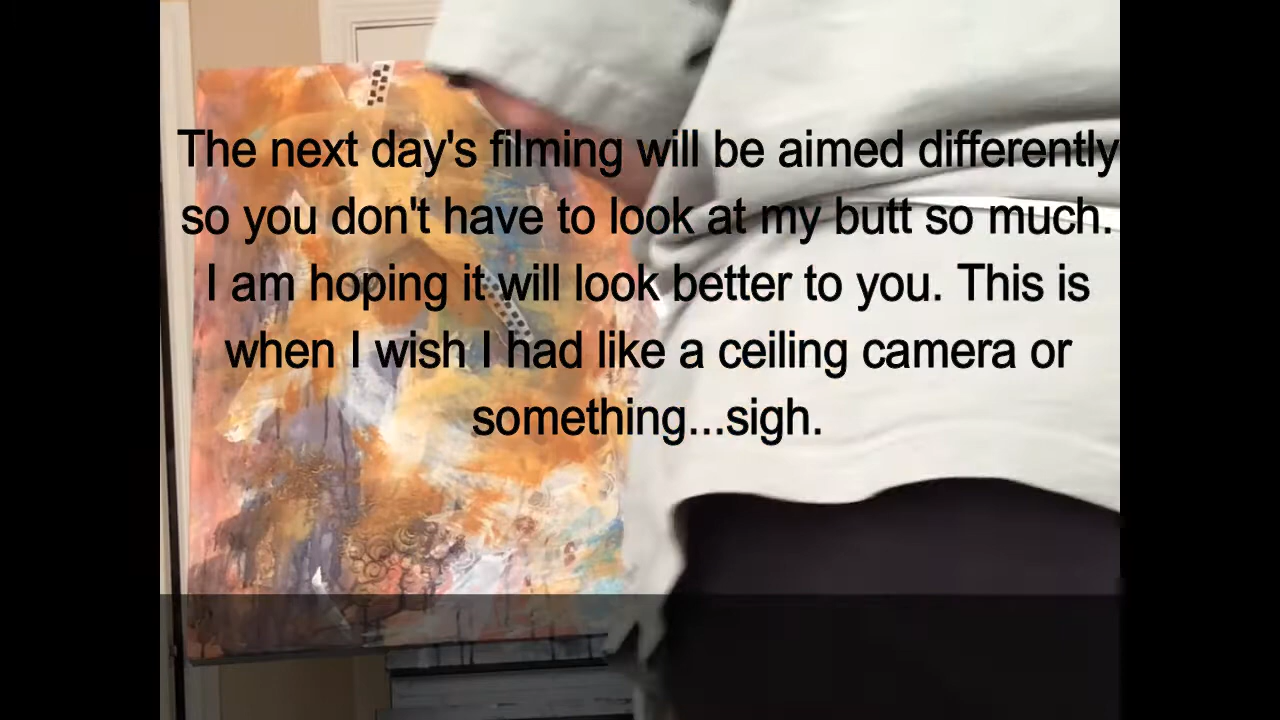 The next day's filming will be aimed differently
so you don't have to look at my butt so much.
I am hoping it will look better to you. This is
when I wish I had like a ceiling camera or
something...sigh.